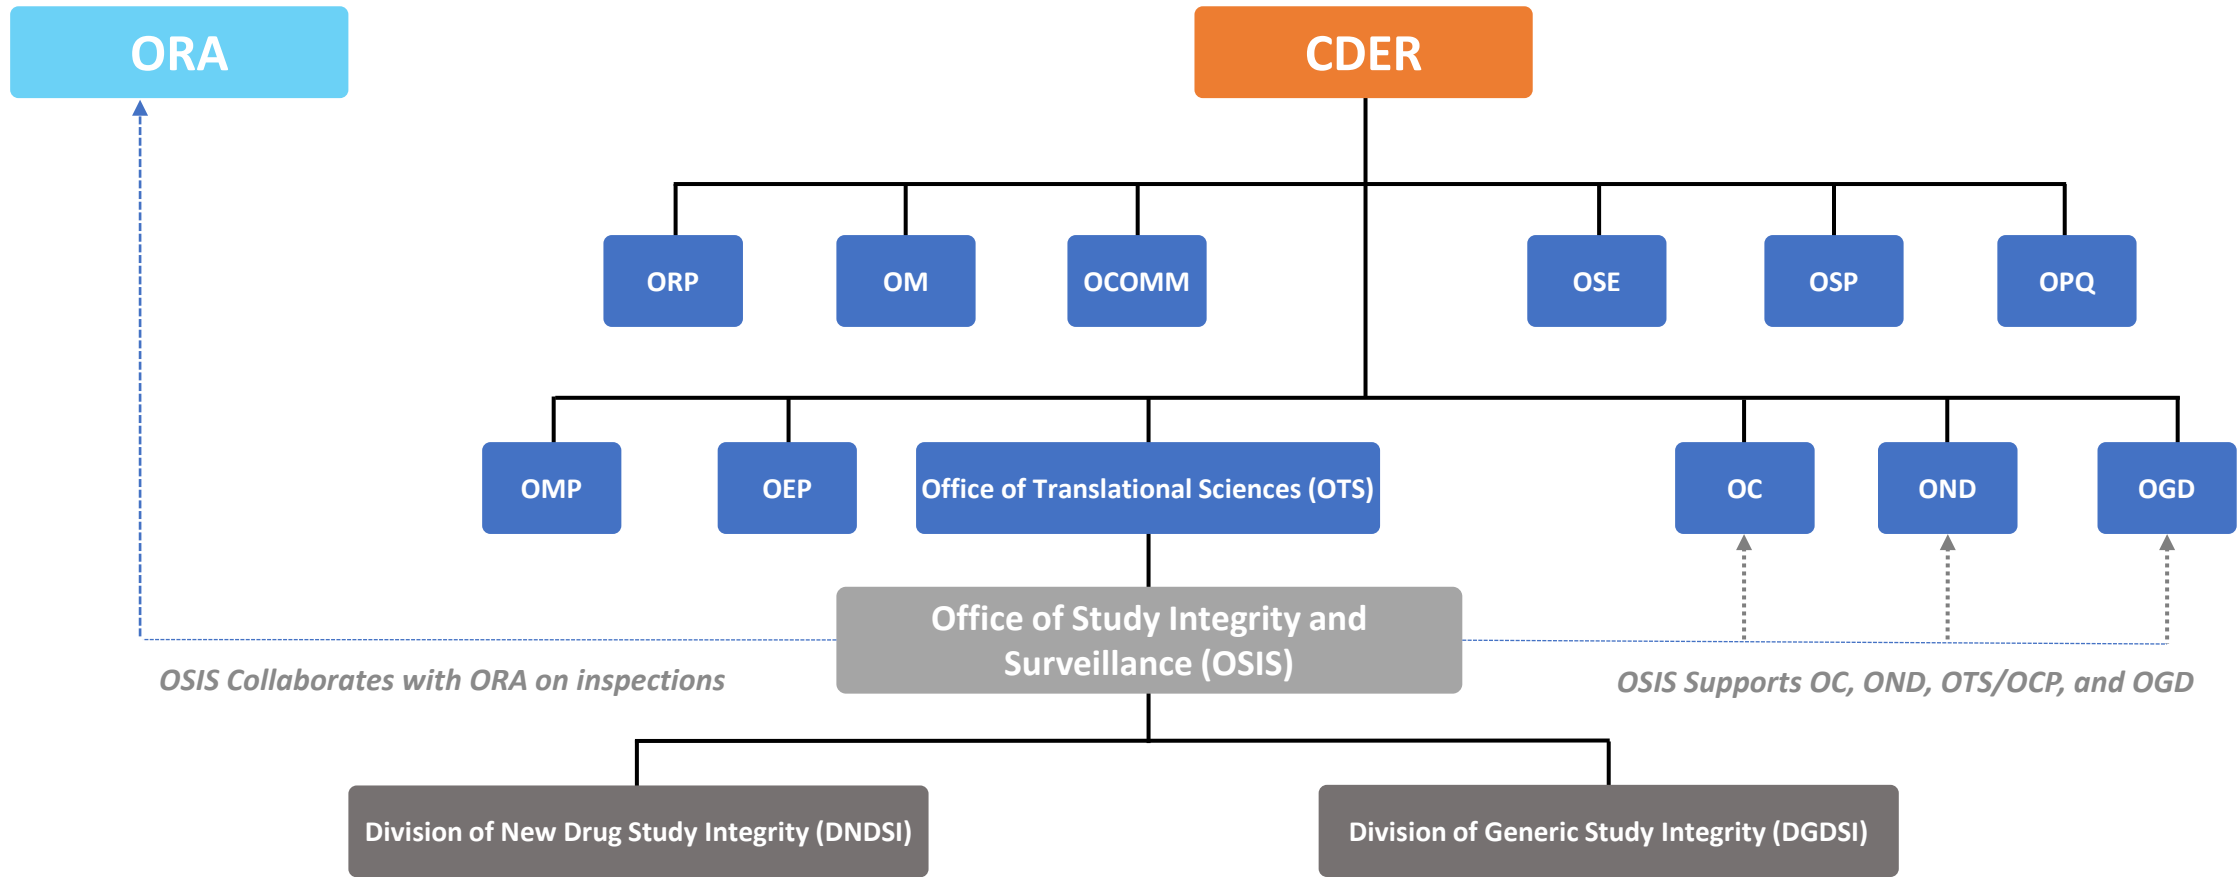 ORA
CDER
ORP
OM
OCOMM
OSE
OSP
OPQ
OMP
OEP
Office of Translational Sciences (OTS)
OC
OND
OGD
Office of Study Integrity and
Surveillance (OSIS)
OSIS Collaborates with ORA on inspections
OSIS Supports OC, OND, OTS/OCP, and OGD
Division of New Drug Study Integrity (DNDSI)
Division of Generic Study Integrity (DGDSI)